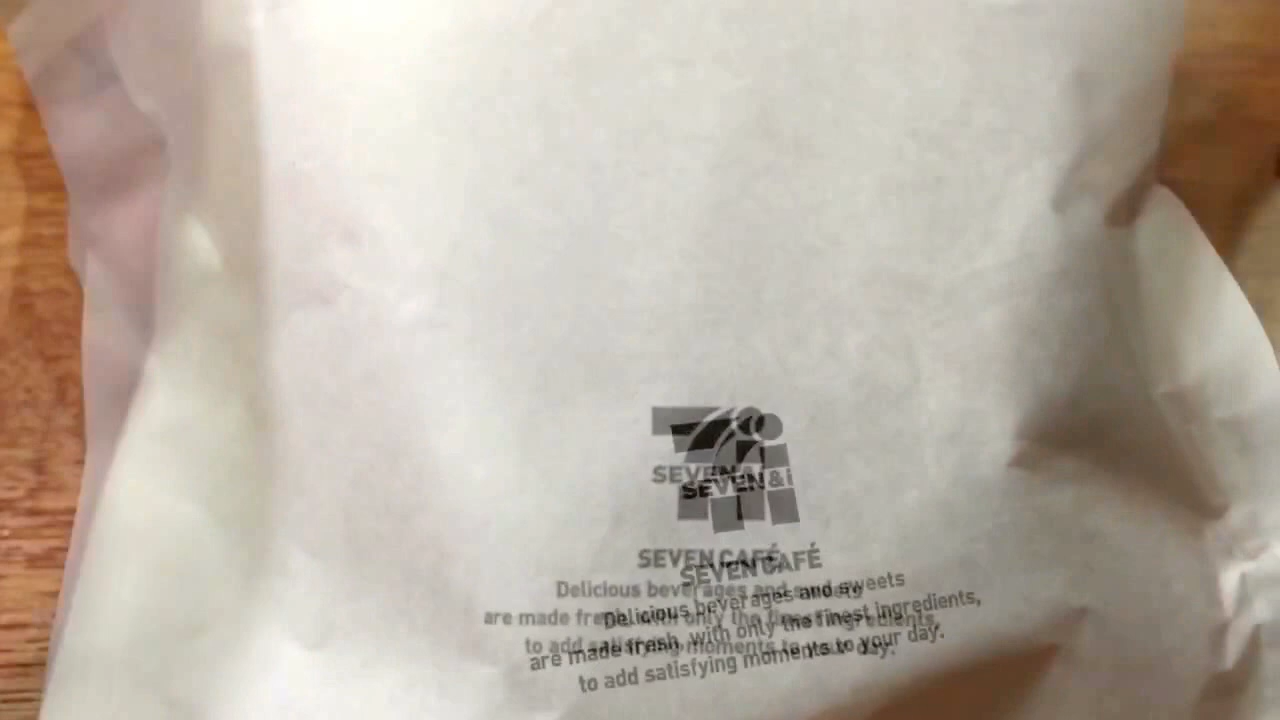 SEVEN & i
SEVEN CAFÉ
Delicious beverages and sweets
are made fresh, with only the finest ingredients,
to add satisfying moments to your day.